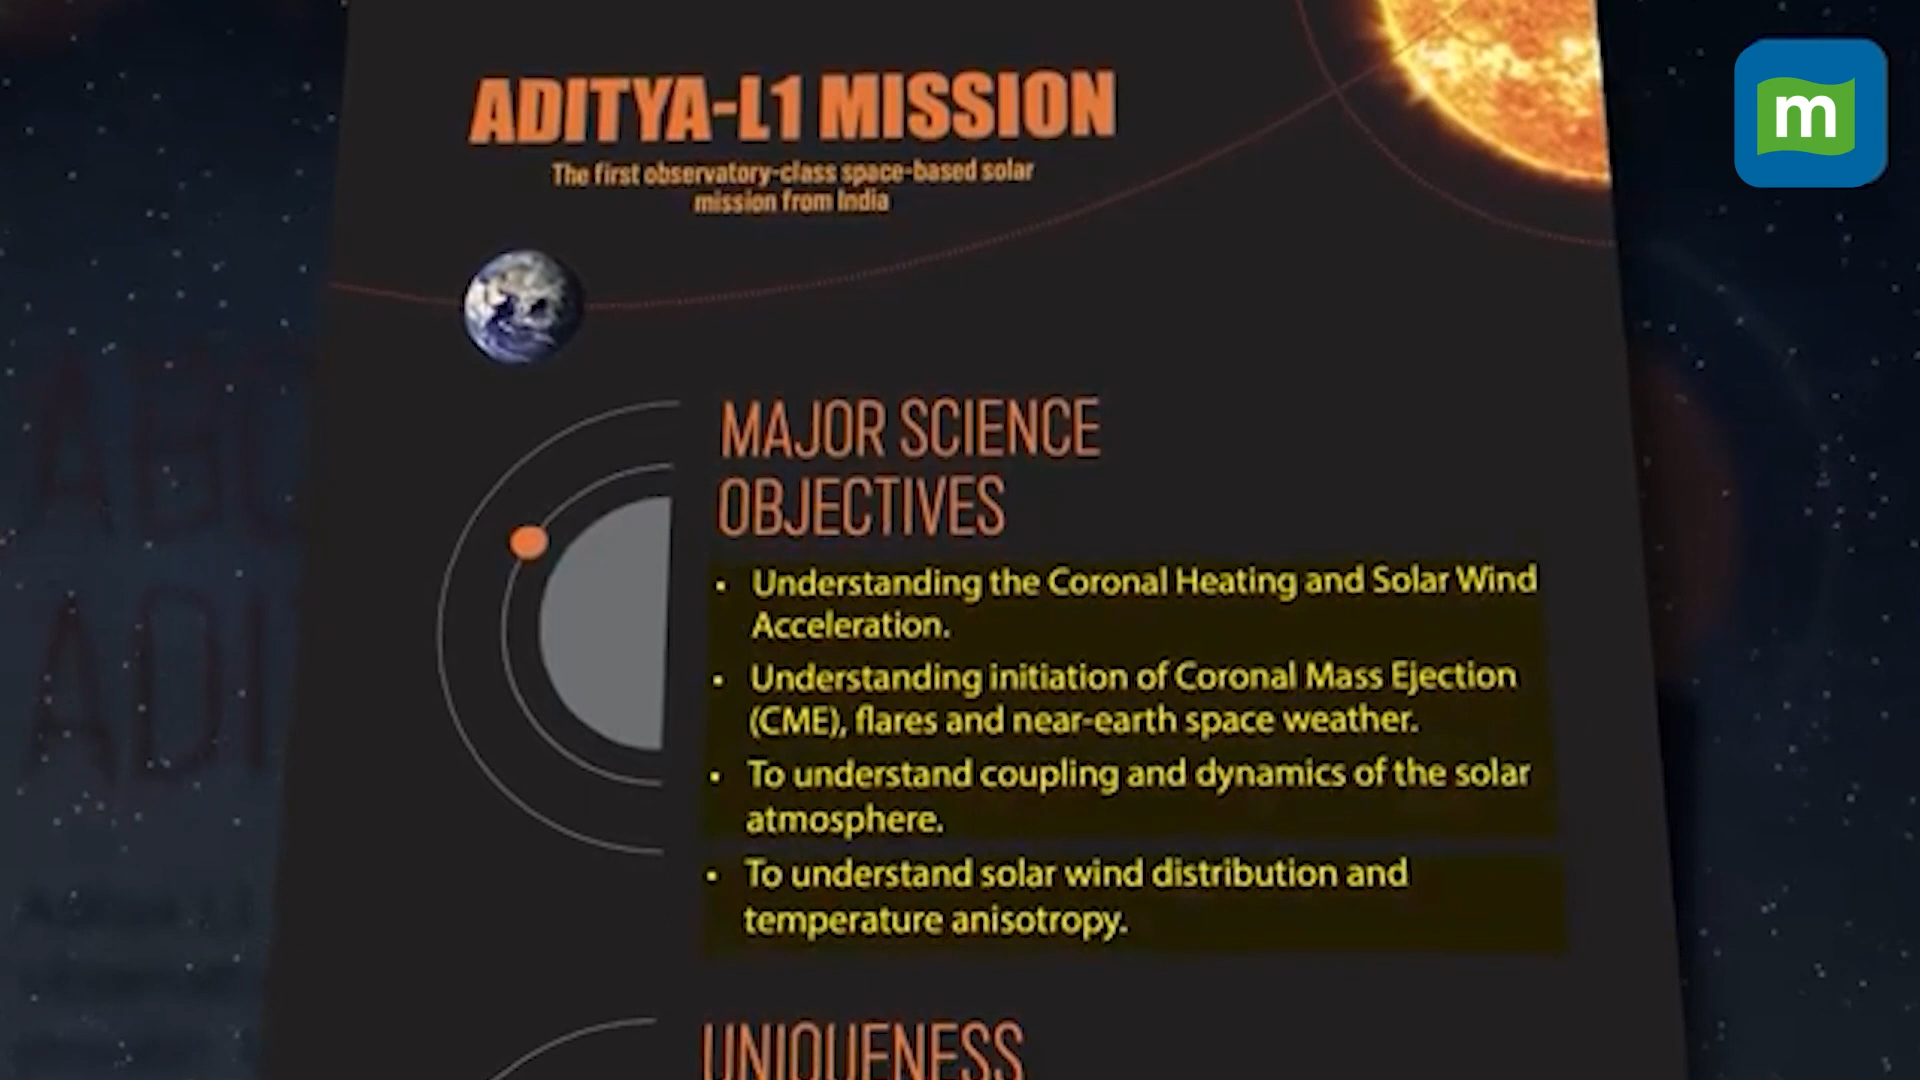 ADITYA-L1 MISSION
The first observatory-class space-based solar
mission from India
m
MAJOR SCIENCE
OBJECTIVES
• Understanding the Coronal Heating and Solar Wind
Acceleration.
• Understanding initiation of Coronal Mass Ejection
(CME), flares and near-earth space weather.
• To understand coupling and dynamics of the solar
atmosphere.
• To understand solar wind distribution and
temperature anisotropy.
UNIQUENESS